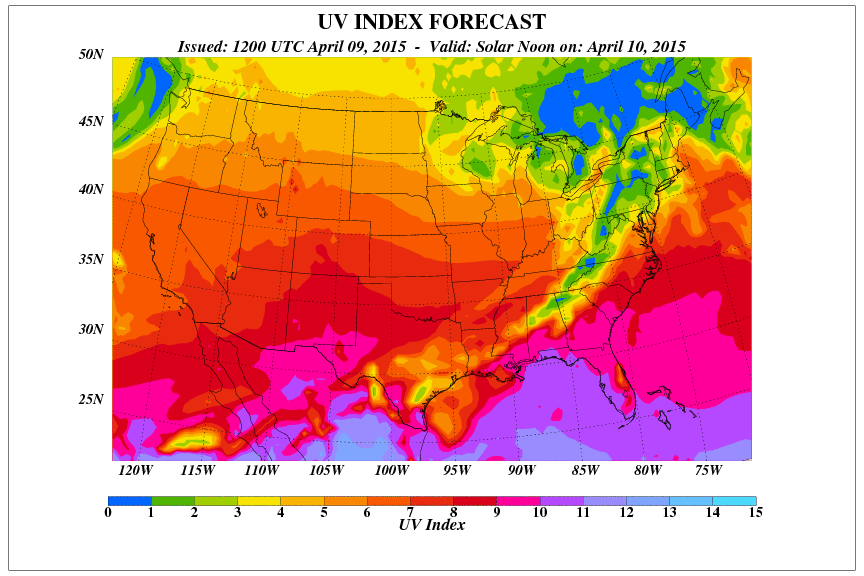 UV INDEX FORECAST
Issued: 1200 UTC April 09, 2015 - Valid: Solar Noon on: April 10, 2015
50N
45N
40N
35N
30N
25N
120W 115W 110W 105W 100W 95W 90W 85W 80W 75W
0 1 2 3 4 5 6 7 8 9 10 11 12 13 14 15
UV Index